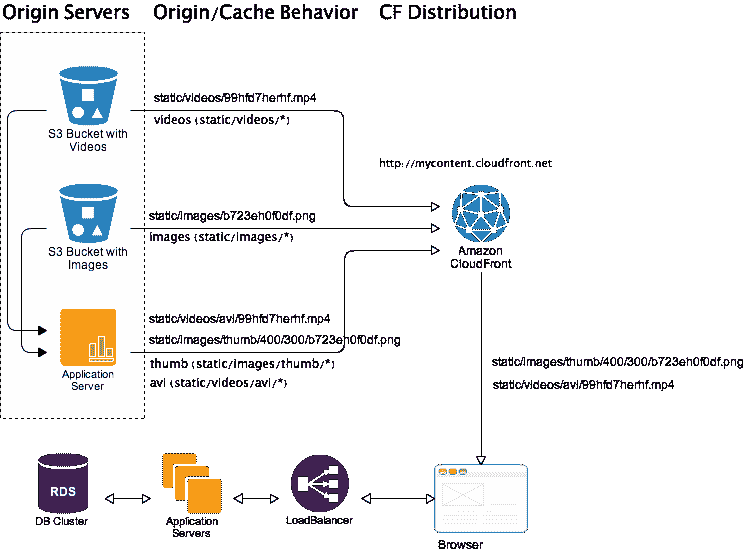 Origin Servers
Origin/Cache Behavior
CF Distribution
static/videos/99hfd7herhf.mp4
videos (static/videos/*)
S3 Bucket with
Videos
http://mycontent.cloudfront.net
static/images/b723eh0f0df.png
images (static/images/*)
S3 Bucket with
Images
Amazon
CloudFront
static/videos/avi/99hfd7herhf.mp4
static/images/thumb/400/300/b723eh0f0df.png
thumb (static/images/thumb/*)
avi (static/videos/avi/*)
Application
Server
static/images/thumb/400/300/b723eh0f0df.png
static/videos/avi/99hfd7herhf.mp4
RDS
DB Cluster
Application
Servers
LoadBalancer
Browser